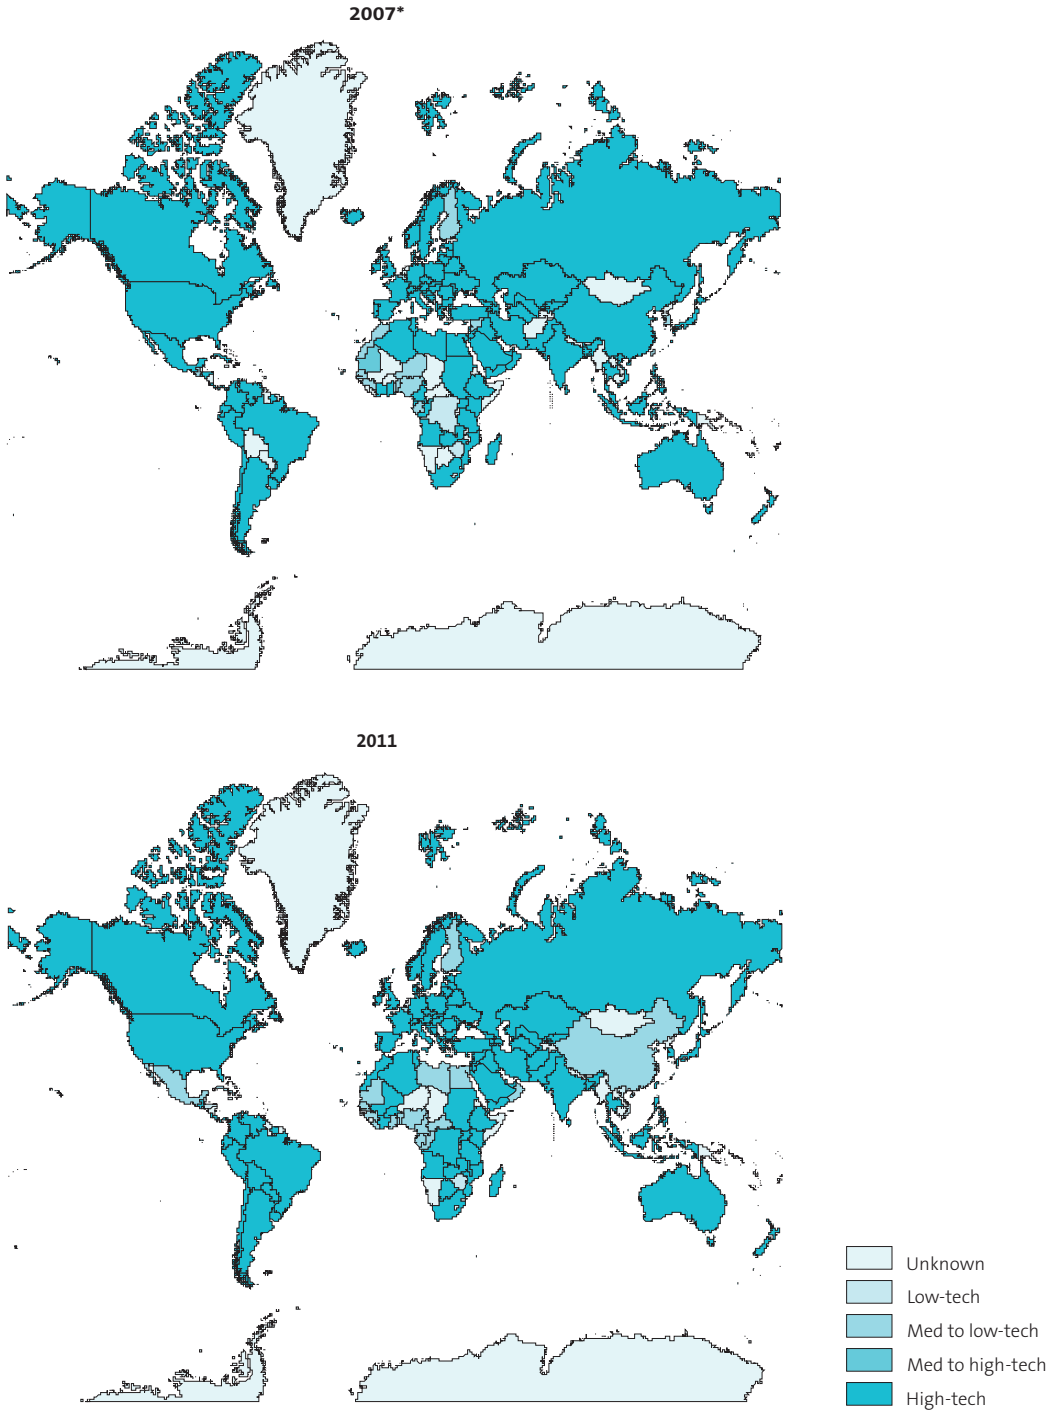 2007*
2011
Unknown
Low-tech
Med to low-tech
Med to high-tech
High-tech